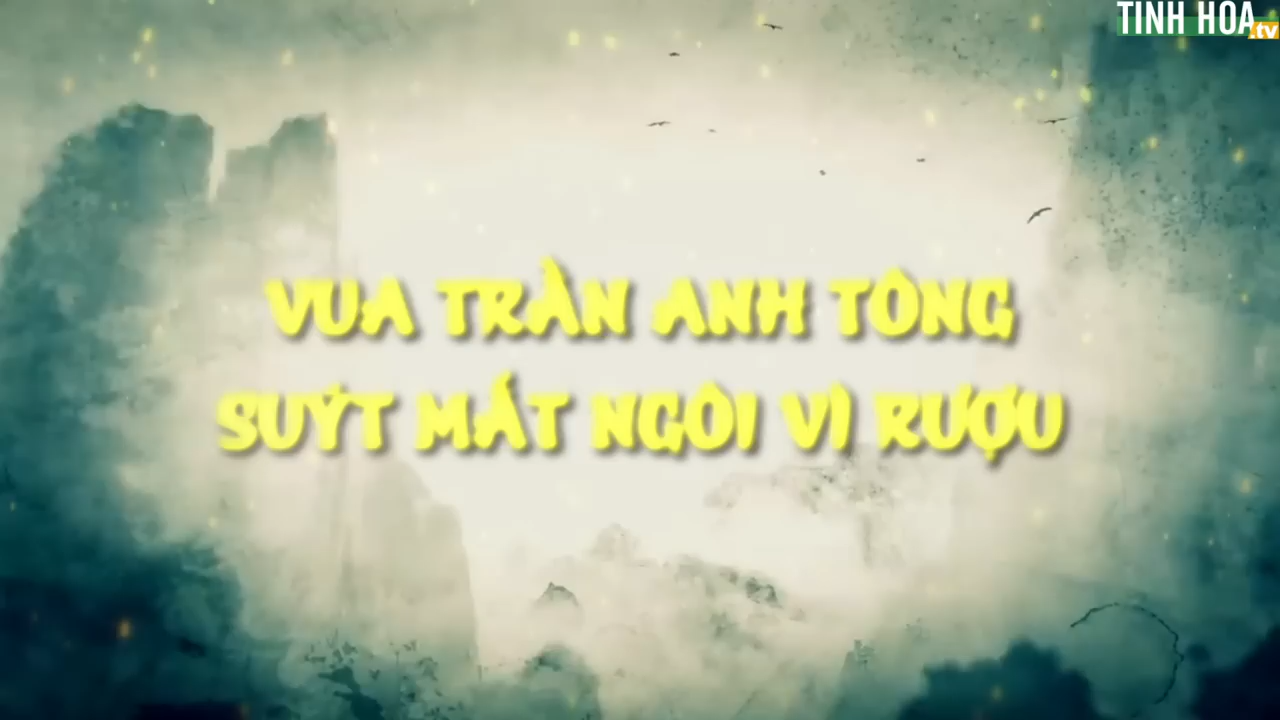 TINH HOA
.tv
VUA TRẦN ANH TÔNG
SUÝT MẤT NGÔI VÌ RƯỢU